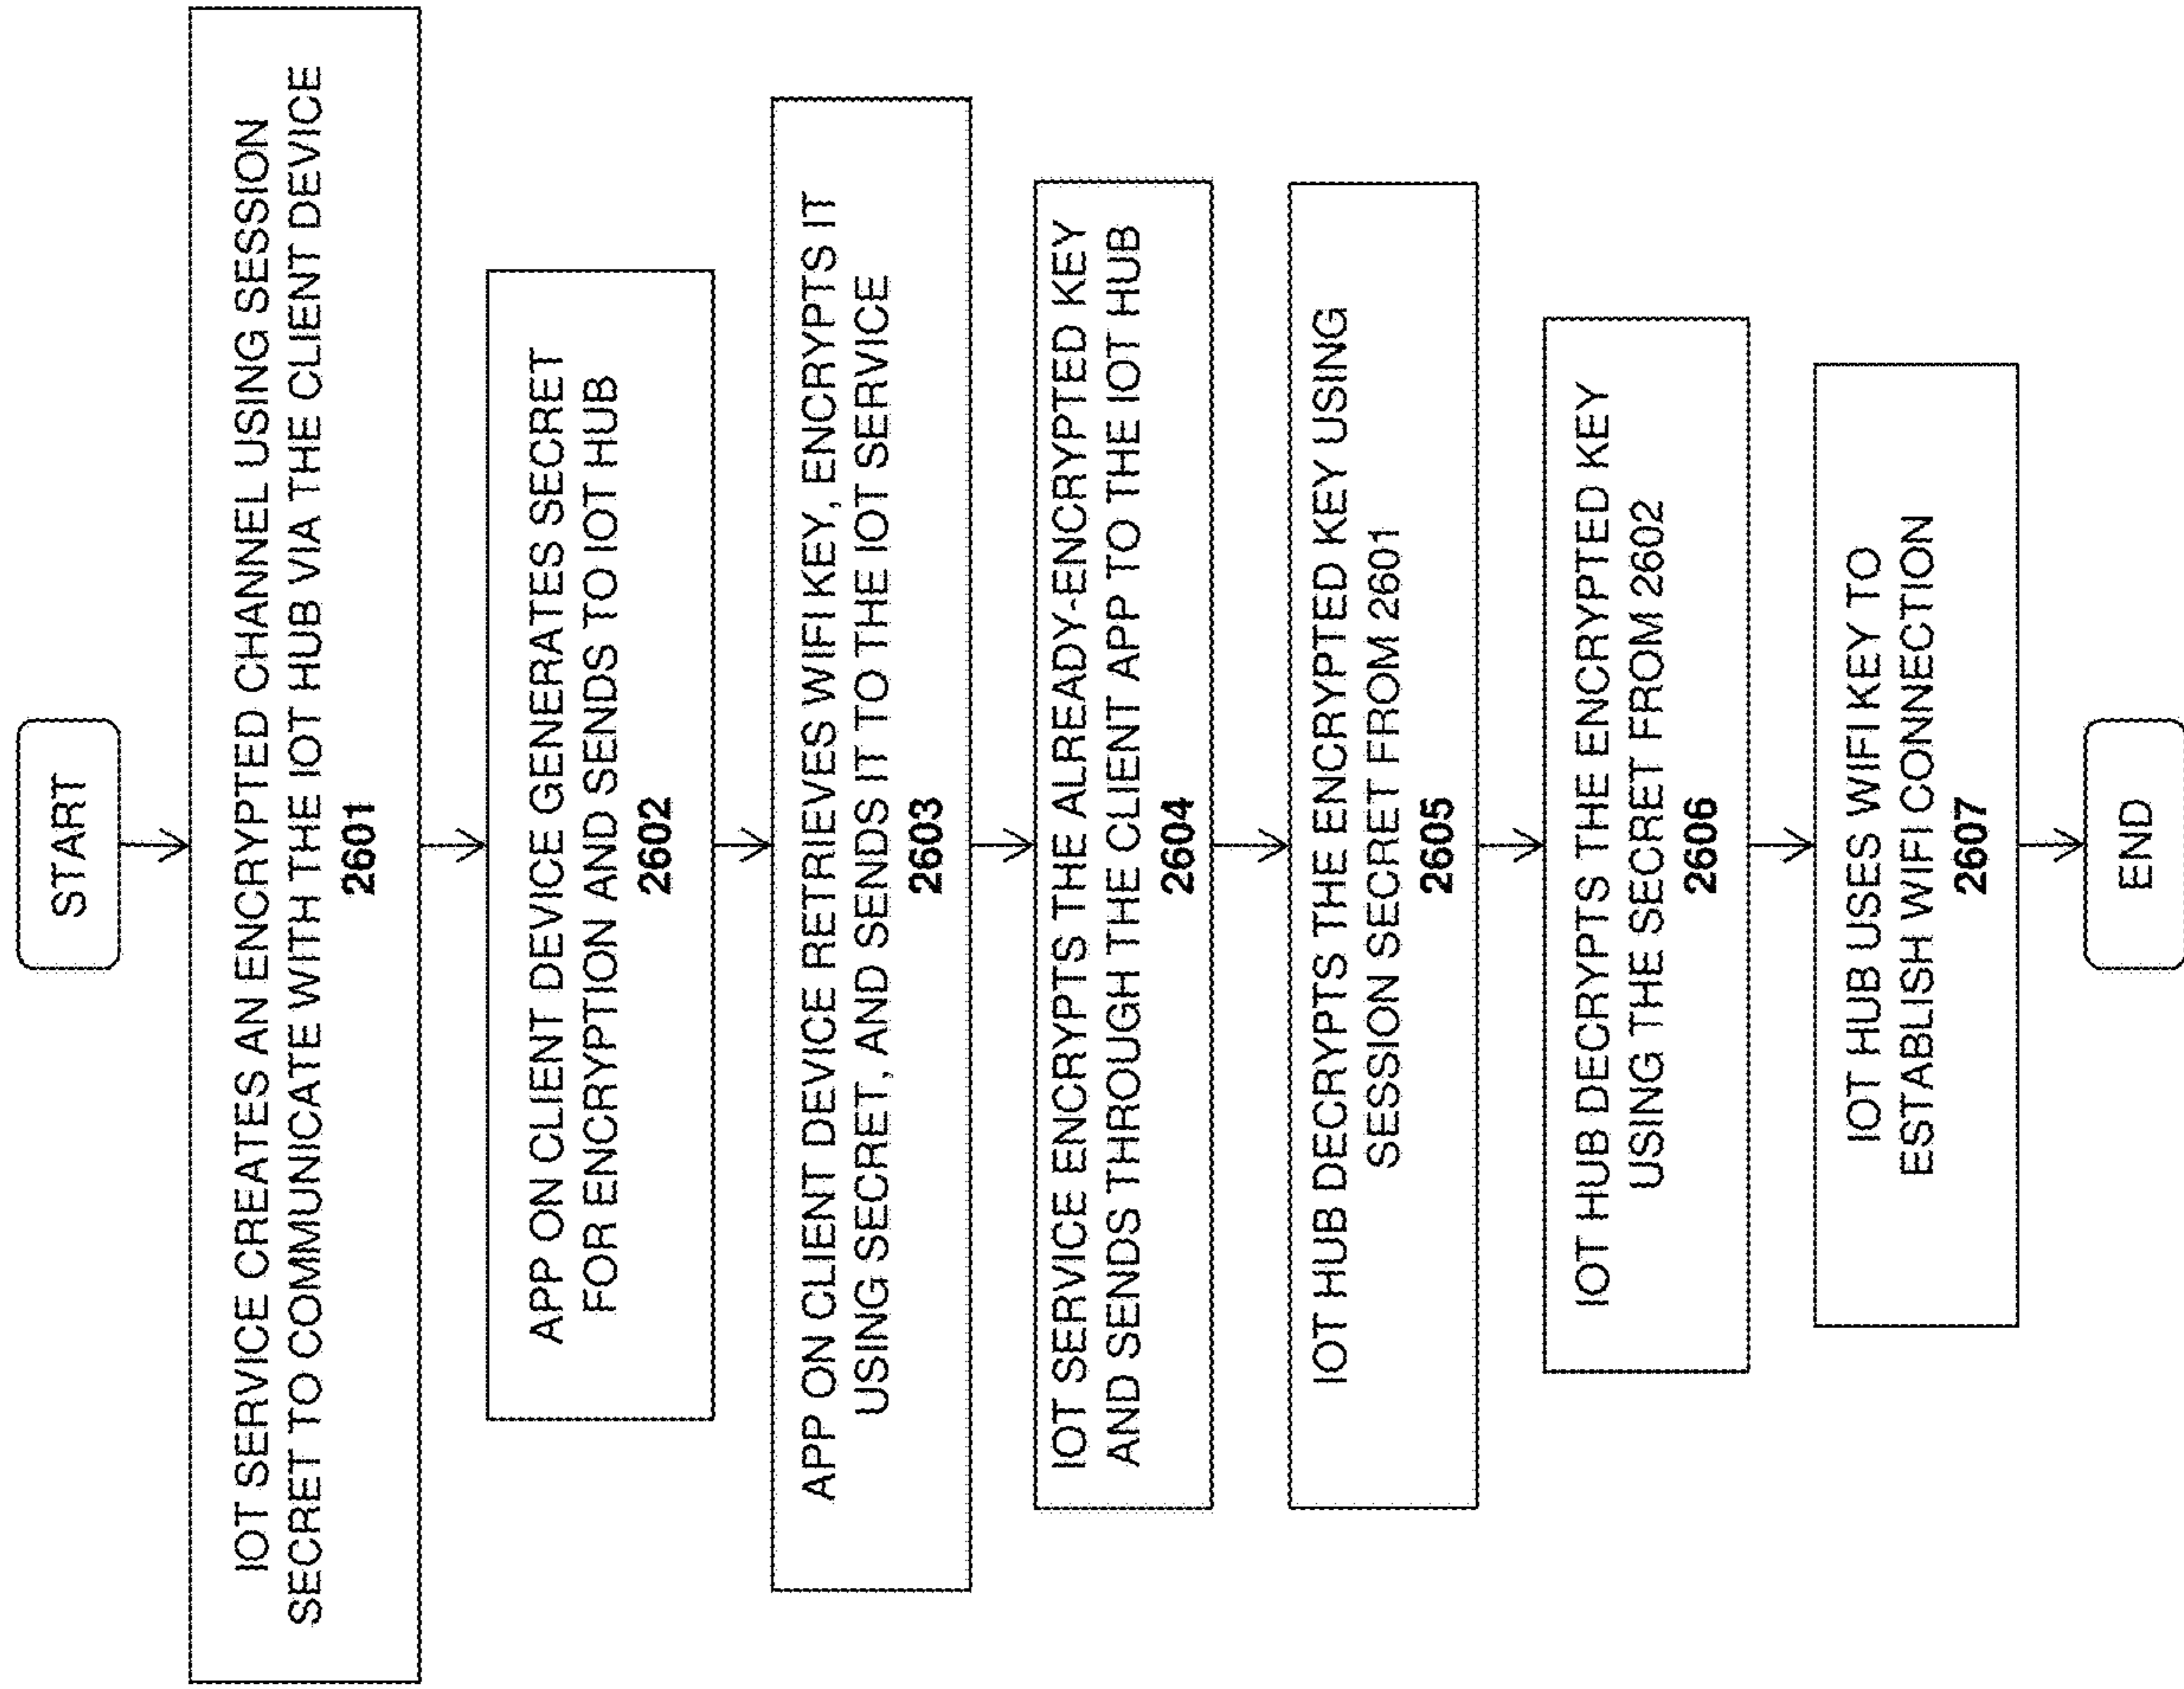 START
IOT SERVICE CREATES AN ENCRYPTED CHANNEL USING SESSION
SECRET TO COMMUNICATE WITH THE IOT HUB VIA THE CLIENT DEVICE
2601
APP ON CLIENT DEVICE GENERATES SECRET
FOR ENCRYPTION AND SENDS TO IOT HUB
2602
APP ON CLIENT DEVICE RETRIEVES WIFI KEY, ENCRYPTS IT
USING SECRET, AND SENDS IT TO THE IOT SERVICE
2603
IOT SERVICE ENCRYPTS THE ALREADY-ENCRYPTED KEY
AND SENDS THROUGH THE CLIENT APP TO THE IOT HUB
2604
IOT HUB DECRYPTS THE ENCRYPTED KEY USING
SESSION SECRET FROM 2601
2605
IOT HUB DECRYPTS THE ENCRYPTED KEY
USING THE SECRET FROM 2602
2606
IOT HUB USES WIFI KEY TO
ESTABLISH WIFI CONNECTION
2607
END